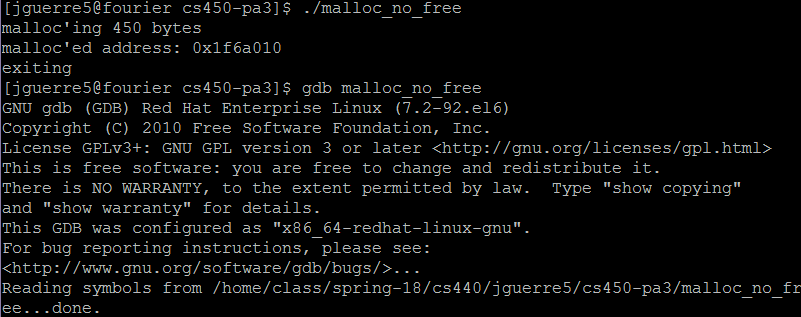 [jguerre5@fourier cs450-pa3]$ ./malloc_no_free
malloc'ing 450 bytes
malloc'ed address: 0x1f6a010
exiting
[jguerre5@fourier cs450-pa3]$ gdb malloc_no_free
GNU gdb (GDB) Red Hat Enterprise Linux (7.2-92.el6)
Copyright (C) 2010 Free Software Foundation, Inc.
License GPLv3+: GNU GPL version 3 or later <http://gnu.org/licenses/gpl.html>
This is free software: you are free to change and redistribute it.
There is NO WARRANTY, to the extent permitted by law.  Type "show copying"
and "show warranty" for details.
This GDB was configured as "x86_64-redhat-linux-gnu".
For bug reporting instructions, please see:
<http://www.gnu.org/software/gdb/bugs/>...
Reading symbols from /home/class/spring-18/cs440/jguerre5/cs450-pa3/malloc_no_fr
ee...done.